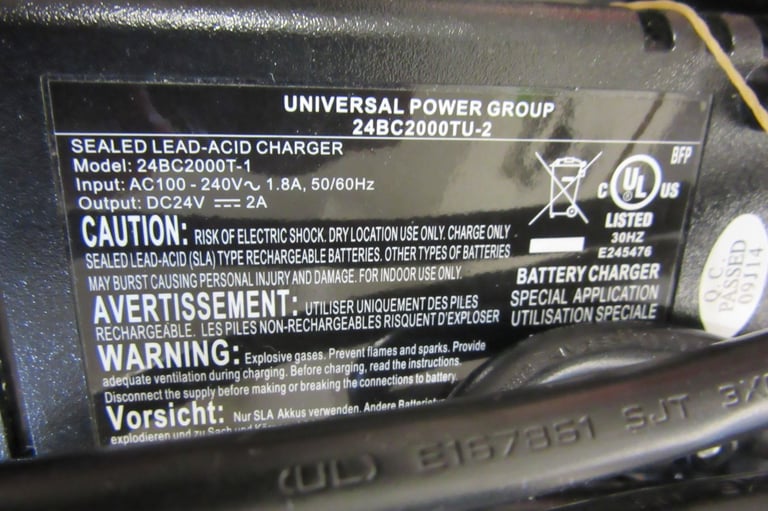 UNIVERSAL POWER GROUP
24BC2000TU-2
SEALED LEAD-ACID CHARGER
Model: 24BC2000T-1
Input: AC100 - 240V∿ 1.8A, 50/60Hz
Output: DC24V ⎓ 2A
BFP
C UL US
®
LISTED
30HZ
E245476
CAUTION: RISK OF ELECTRIC SHOCK. DRY LOCATION USE ONLY. CHARGE ONLY
SEALED LEAD-ACID (SLA) TYPE RECHARGEABLE BATTERIES. OTHER TYPES OF BATTERIES
MAY BURST CAUSING PERSONAL INJURY AND DAMAGE. FOR INDOOR USE ONLY.
BATTERY CHARGER
SPECIAL APPLICATION
UTILISATION SPECIALE
AVERTISSEMENT: UTILISER UNIQUEMENT DES PILES
RECHARGEABLE. LES PILES NON-RECHARGEABLES RISQUENT D'EXPLOSER
WARNING: Explosive gases. Prevent flames and sparks. Provide
adequate ventilation during charging. Before charging, read the instructions.
Disconnect the supply before making or breaking the connections to battery.
Vorsicht: Nur SLA Akkus verwenden. Andere
explodieren und zu
Q.C.
PASSED
09J14
(UL) E167861 SJT